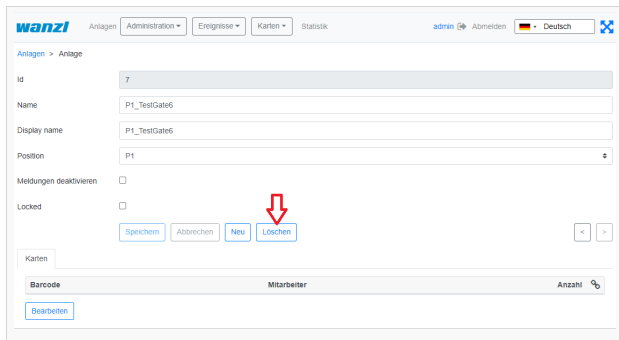 wanzl Anlagen Administration Ereignisse Karten Statistik admin Abmelden Deutsch
Anlagen > Anlage
Id 7
Name P1_TestGate6
Display name P1_TestGate6
Position P1
Meldungen deaktivieren
Locked
Speichern Abbrechen Neu Löschen < >
Karten
Barcode Mitarbeiter Anzahl
Bearbeiten